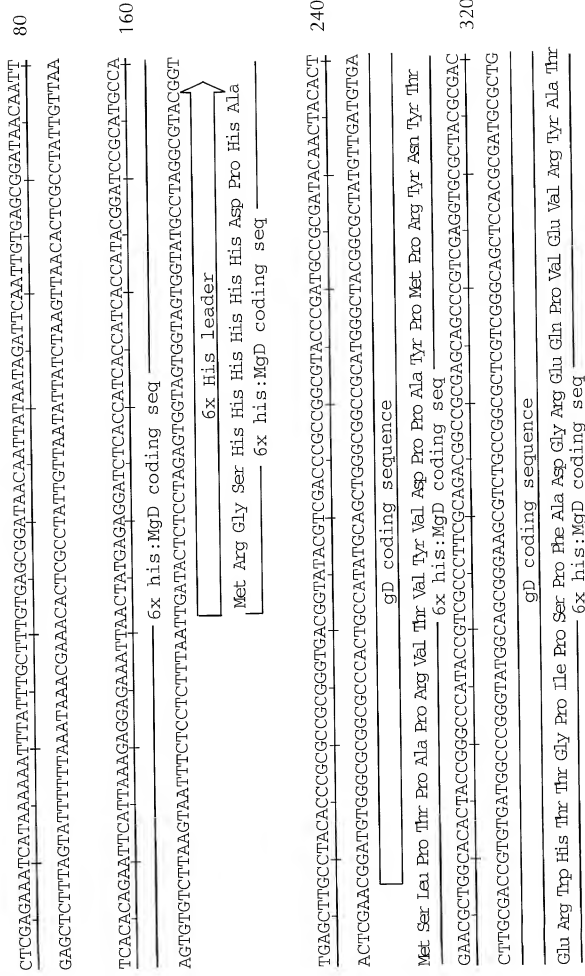 CTCGAGAAATCATAAAAAATTTATTTGCTTTGTGAGCGGATAACAATTATAATAGATTCAATTGTGAGCGGATAACAATT 80
GAGCTCTTTAGTATTTTTTAAATAAACGAAACACTCGCCTATTGTTAATATTATCTAAGTTAACACTCGCCTATTGTTAA
TCACACAGAATTCATTAAAGAGGAGAAATTAACTATGAGAGGATCTCACCATCACCATCACCATACGGATCCGCATGCCA 160
6x his:MgD coding seq
AGTGTGTCTTAAGTAATTTCTCCTCTTTAATTGATACTCTCCTAGAGTGGTAGTGGTAGTGGTATGCCTAGGCGTACGGT
6x His leader
Met Arg Gly Ser His His His His His His Asp Pro His Ala
6x his:MgD coding seq
TGAGCTTGCCTACACCCGCGCCGCGGGTGACGGTATACGTCGACCCGCCGGCGTACCCGATGCCGCGATACAACTACACT 240
ACTCGAACGGATGTGGGCGCGGCGCCCACTGCCATATGCAGCTGGGCGGCCGCATGGGCTACGGCGCTATGTTGATGTGA
gD coding sequence
Met Ser Leu Pro Thr Pro Ala Pro Arg Val Thr Val Tyr Val Asp Pro Pro Ala Tyr Pro Met Pro Arg Tyr Asn Tyr Thr
6x his:MgD coding seq
GAACGCTGGCACACTACCGGGCCCATACCGTCGCCCTTCGCAGACGGCCGCGAGCAGCCCGTCGAGGTGCGCTACGCGAC 320
CTTGCGACCGTGTGATGGCCCGGGTATGGCAGCGGGAAGCGTCTGCCGGCGCTCGTCGGGCAGCTCCACGCGATGCGCTG
gD coding sequence
Glu Arg Trp His Thr Thr Gly Pro Ile Pro Ser Pro Phe Ala Asp Gly Arg Glu Gln Pro Val Glu Val Arg Tyr Ala Thr
6x his:MgD coding seq